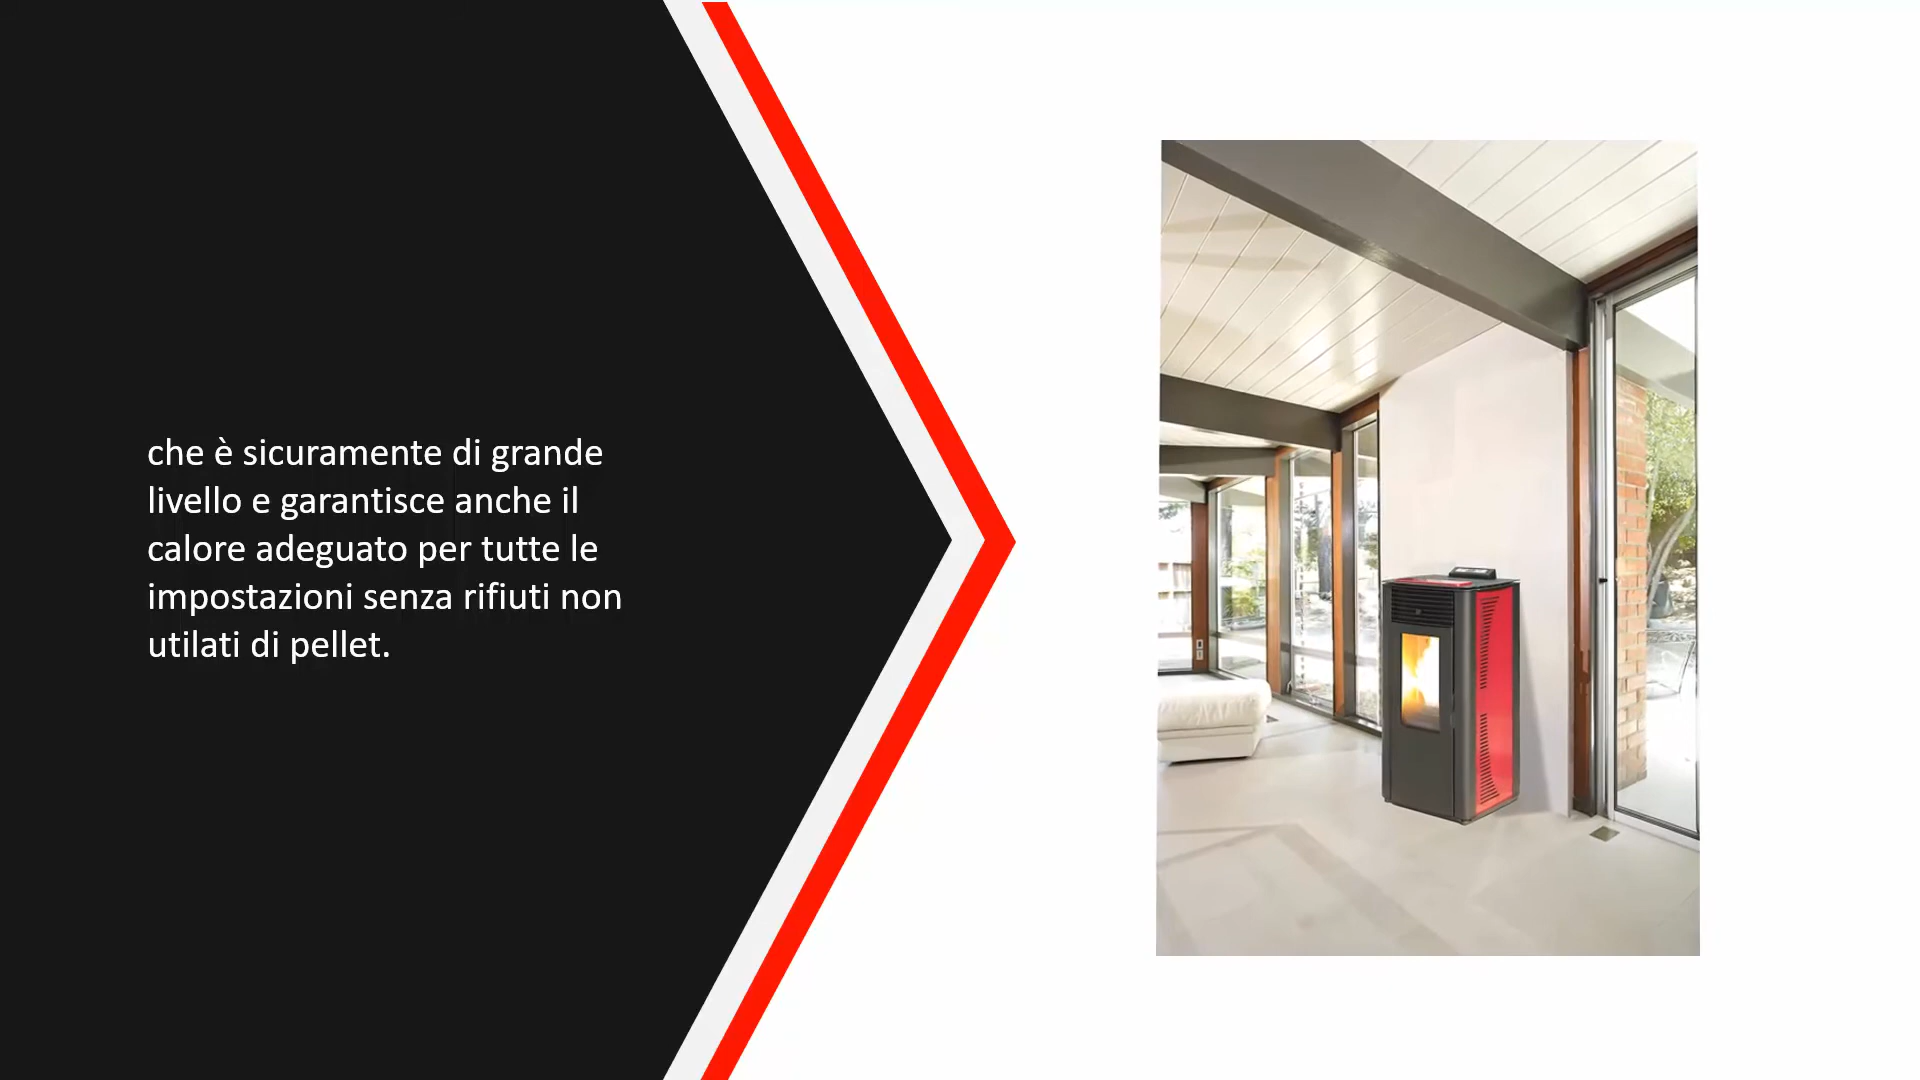 che è sicuramente di grande
livello e garantisce anche il
calore adeguato per tutte le
impostazioni senza rifiuti non
utilati di pellet.